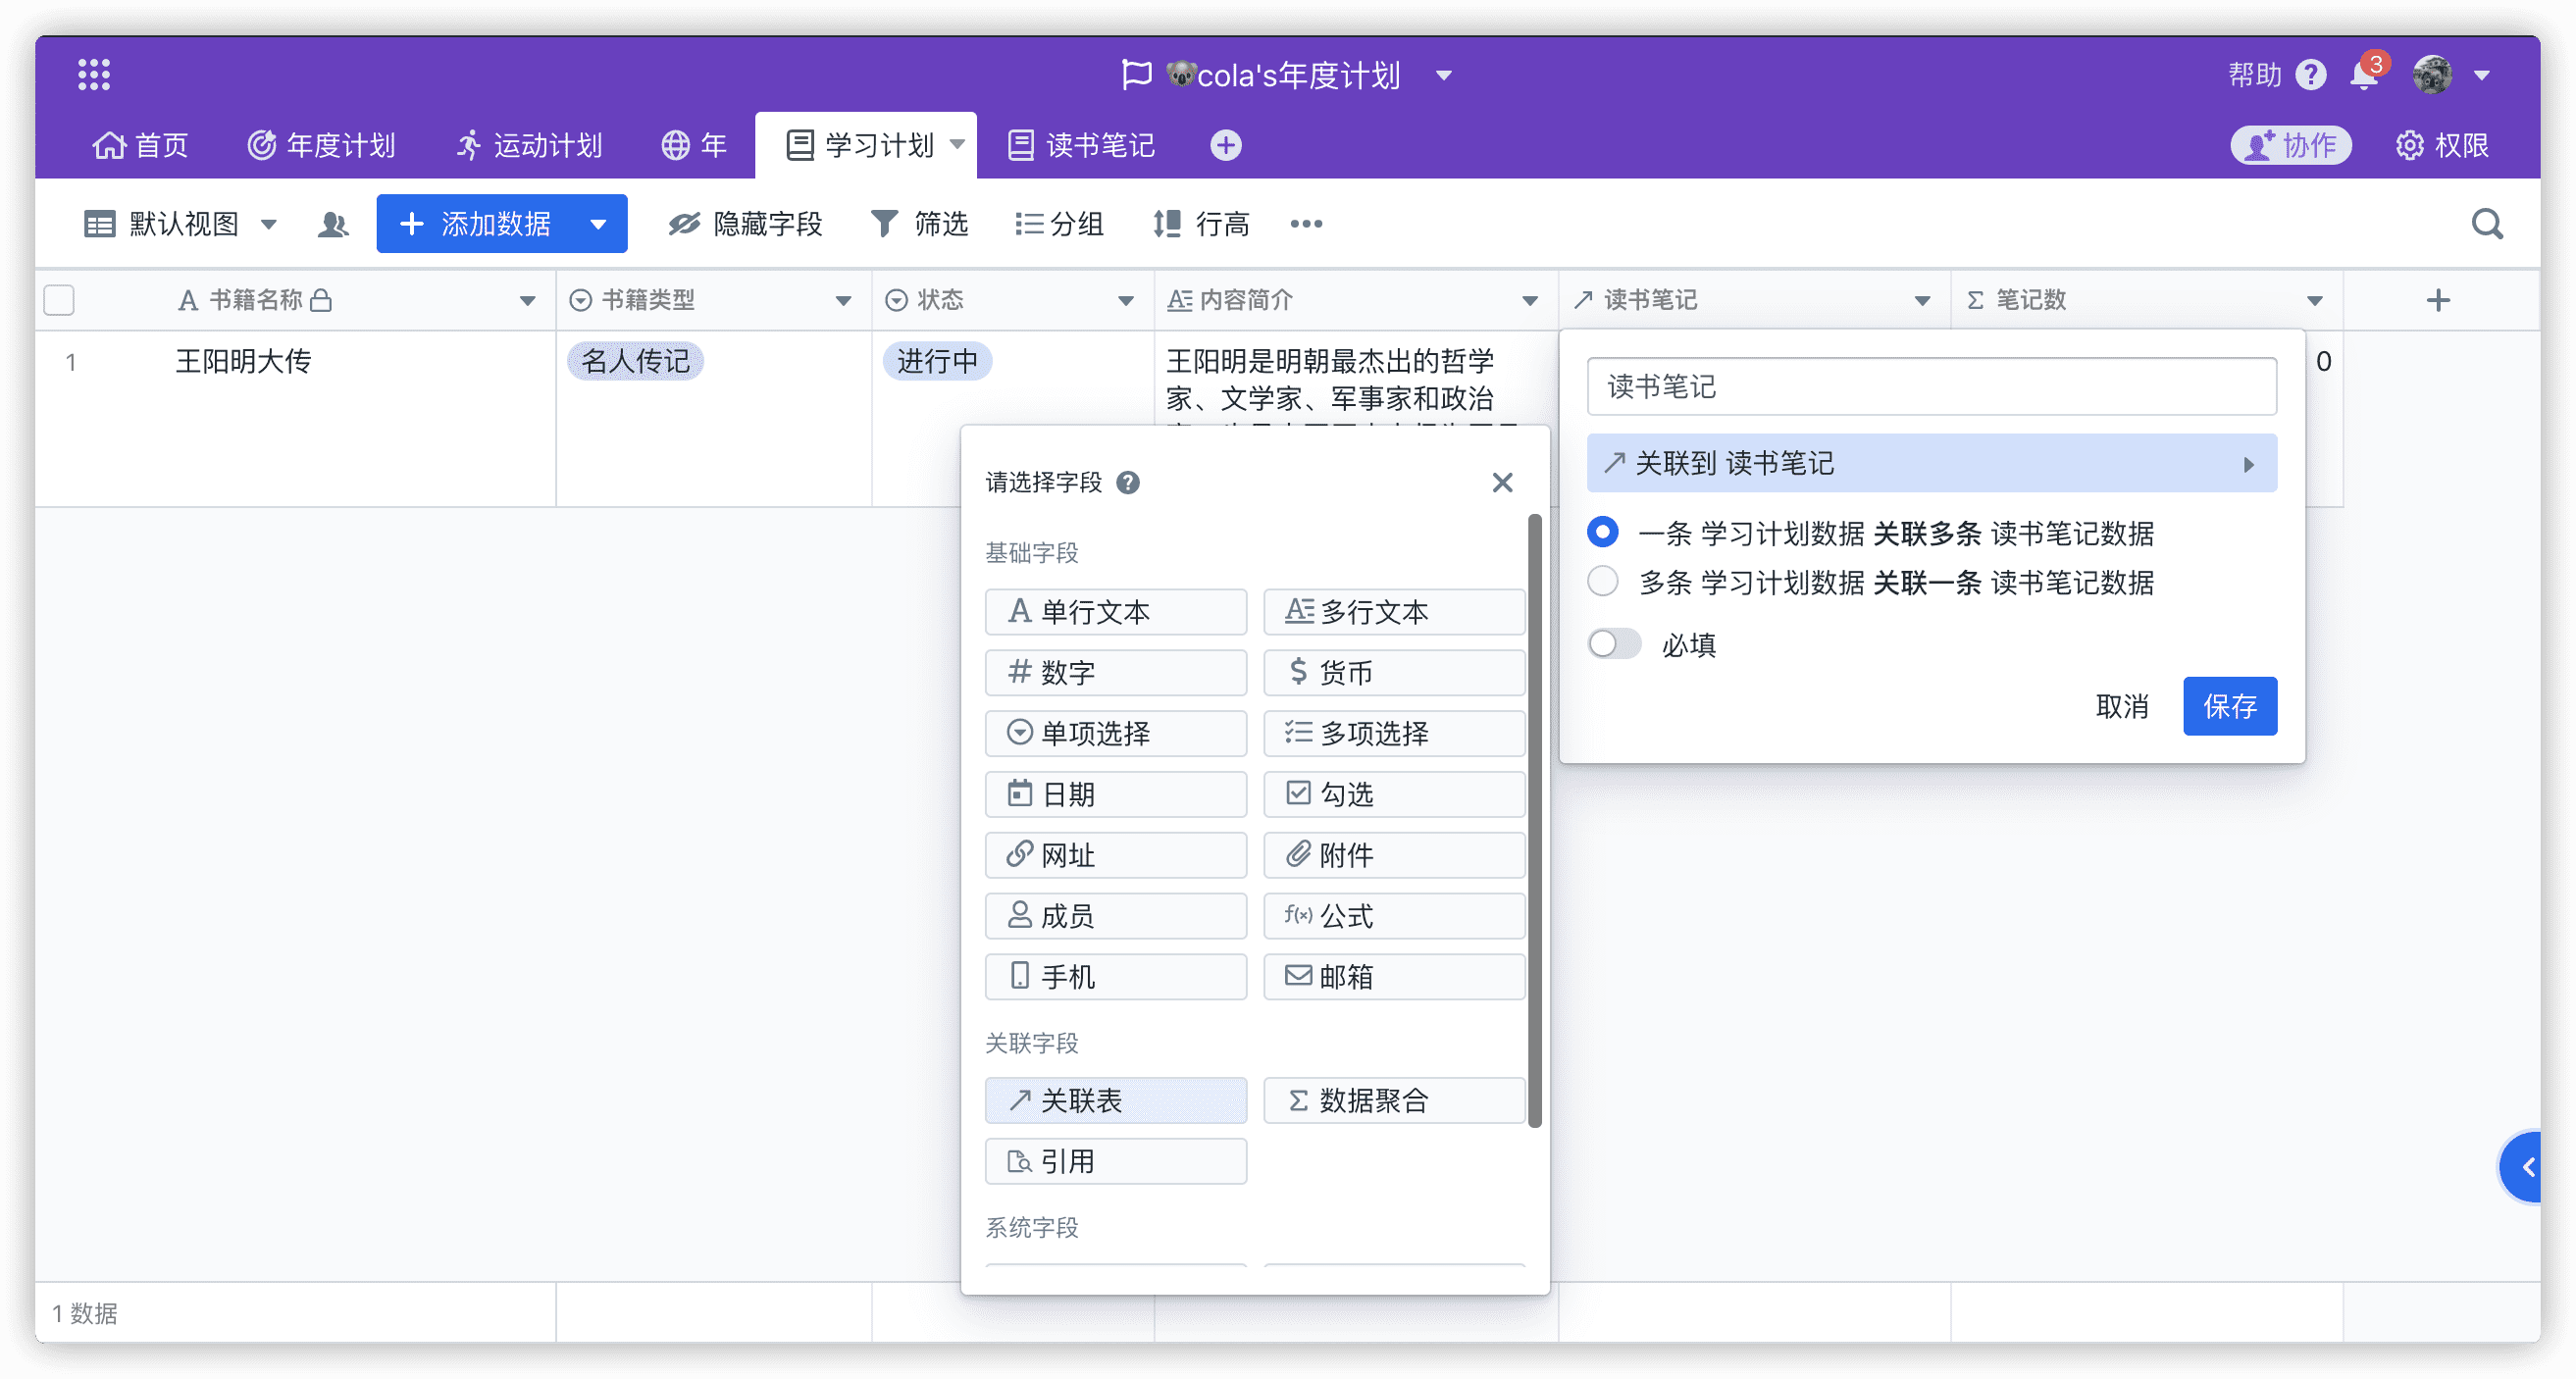 cola's年度计划
帮助
3
首页
年度计划
运动计划
年
学习计划
读书笔记
协作
权限
默认视图
添加数据
隐藏字段
筛选
分组
行高
书籍名称
书籍类型
状态
内容简介
读书笔记
Σ 笔记数
1
王阳明大传
名人传记
进行中
王阳明是明朝最杰出的哲学
家、文学家、军事家和政治
0
读书笔记
关联到 读书笔记
一条 学习计划数据 关联多条 读书笔记数据
多条 学习计划数据 关联一条 读书笔记数据
必填
取消
保存
请选择字段
基础字段
单行文本
多行文本
数字
货币
单项选择
多项选择
日期
勾选
网址
附件
成员
f(x) 公式
手机
邮箱
关联字段
关联表
Σ 数据聚合
引用
系统字段
1 数据